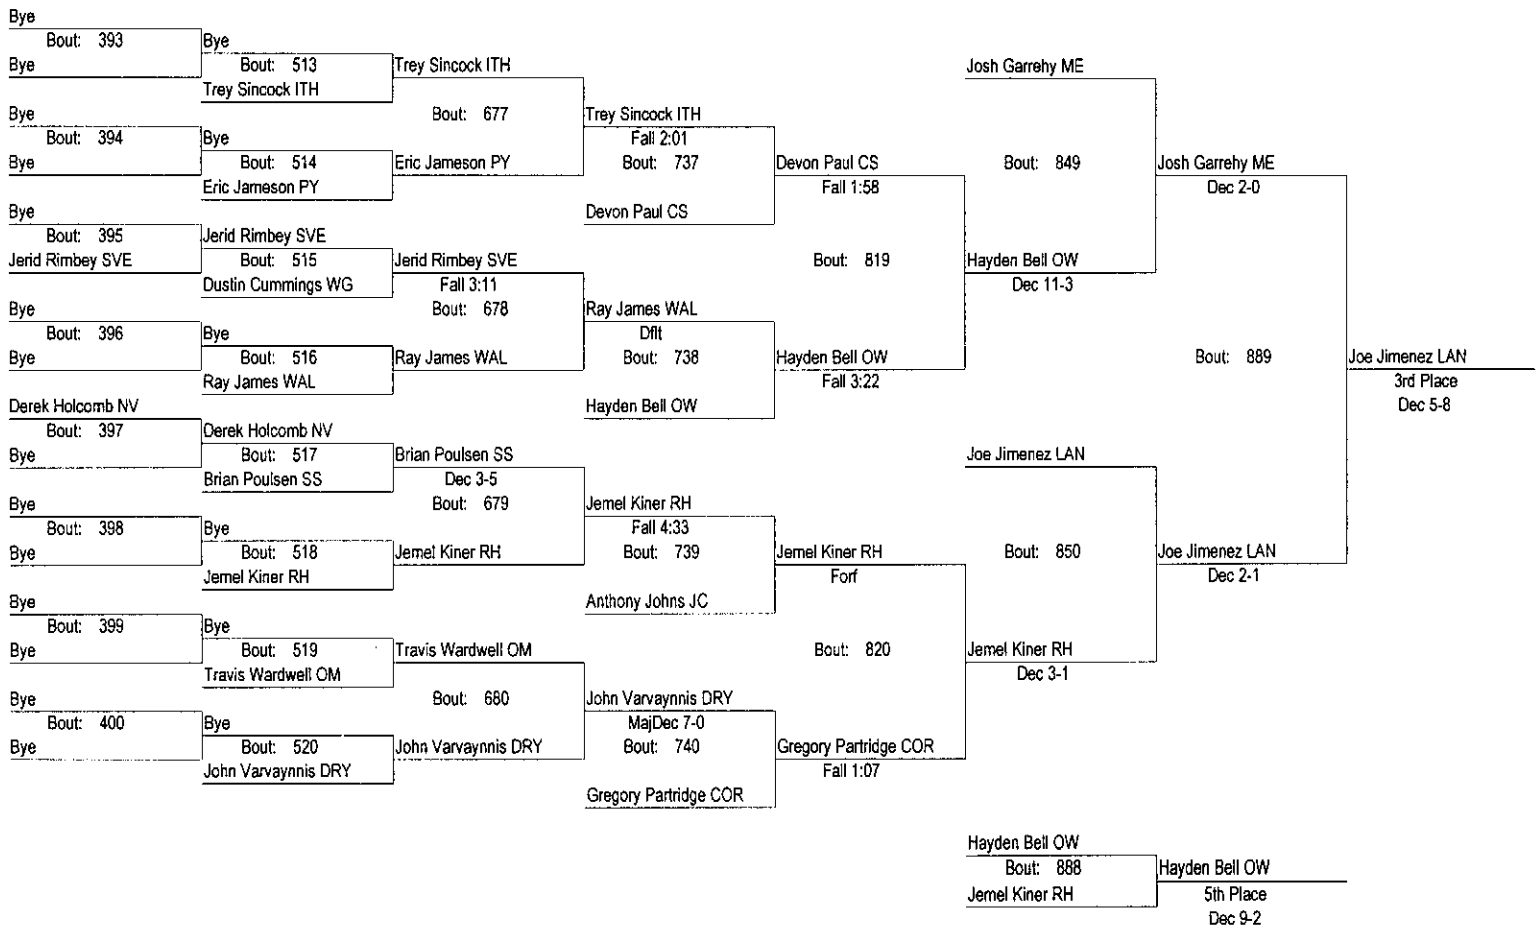 Bye
Bout: 393
Bye
Bye
Bout: 513
Trey Sincock ITH
Bye
Bout: 394
Bye
Bye
Bout: 514
Eric Jameson PY
Bye
Bout: 395
Jerid Rimbey SVE
Jerid Rimbey SVE
Bout: 515
Dustin Cummings WG
Bye
Bout: 396
Bye
Bye
Bout: 516
Ray James WAL
Derek Holcomb NV
Bout: 397
Bye
Derek Holcomb NV
Bout: 517
Brian Poulsen SS
Bye
Bout: 398
Bye
Bye
Bout: 518
Jemel Kiner RH
Bye
Bout: 399
Bye
Bye
Bout: 519
Travis Wardwell OM
Bye
Bout: 400
Bye
Bye
Bout: 520
John Varvaynnis DRY
Trey Sincock ITH
Bout: 677
Eric Jameson PY
Jerid Rimbey SVE
Fall 3:11
Bout: 678
Ray James WAL
Brian Poulsen SS
Dec 3-5
Bout: 679
Jemel Kiner RH
Travis Wardwell OM
Bout: 680
John Varvaynnis DRY
Trey Sincock ITH
Fall 2:01
Bout: 737
Devon Paul CS
Ray James WAL
Dflt
Bout: 738
Hayden Bell OW
Jemel Kiner RH
Fall 4:33
Bout: 739
Anthony Johns JC
John Varvaynnis DRY
MajDec 7-0
Bout: 740
Gregory Partridge COR
Devon Paul CS
Fall 1:58
Bout: 819
Hayden Bell OW
Fall 3:22
Jemel Kiner RH
Forf
Bout: 820
Gregory Partridge COR
Fall 1:07
Josh Garrehy ME
Bout: 849
Hayden Bell OW
Dec 11-3
Joe Jimenez LAN
Bout: 850
Jemel Kiner RH
Dec 3-1
Josh Garrehy ME
Dec 2-0
Bout: 889
Joe Jimenez LAN
Dec 2-1
Joe Jimenez LAN
3rd Place
Dec 5-8
Hayden Bell OW
Bout: 888
Jemel Kiner RH
Hayden Bell OW
5th Place
Dec 9-2